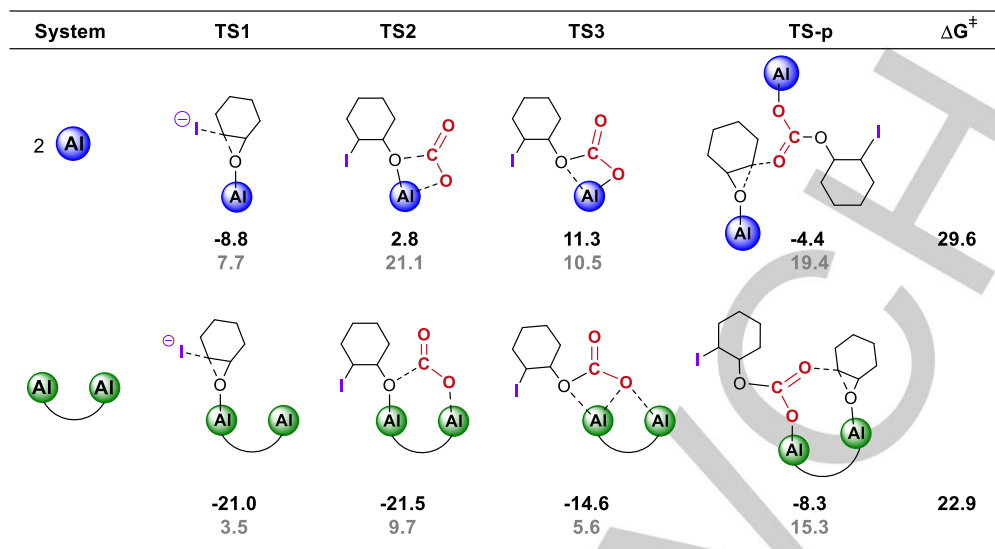 System TS1 TS2 TS3 TS-p ΔG‡
Al
O
I O O
I O O
O O
2 Al ⊖ I O C I O C C O I
O O O O
Al Al Al O
Al
-8.8 2.8 11.3 -4.4 29.6
7.7 21.1 10.5 19.4
⊖ I O O I C O
I O C O I O C O O O
O C O
Al Al Al Al Al Al Al Al O Al
Al
-21.0 -21.5 -14.6 -8.3 22.9
3.5 9.7 5.6 15.3
VCH